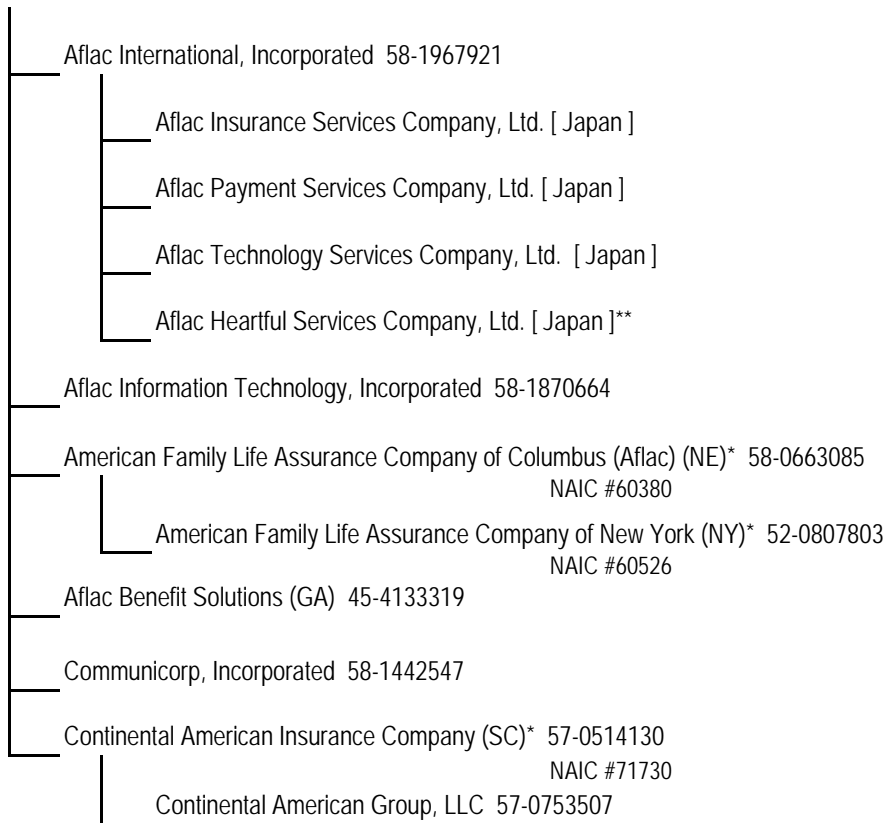 Aflac International, Incorporated 58-1967921
Aflac Insurance Services Company, Ltd. [ Japan ]
Aflac Payment Services Company, Ltd. [ Japan ]
Aflac Technology Services Company, Ltd. [ Japan ]
Aflac Heartful Services Company, Ltd. [ Japan ]**
Aflac Information Technology, Incorporated 58-1870664
American Family Life Assurance Company of Columbus (Aflac) (NE)* 58-0663085
NAIC #60380
American Family Life Assurance Company of New York (NY)* 52-0807803
NAIC #60526
Aflac Benefit Solutions (GA) 45-4133319
Communicorp, Incorporated 58-1442547
Continental American Insurance Company (SC)* 57-0514130
NAIC #71730
Continental American Group, LLC 57-0753507